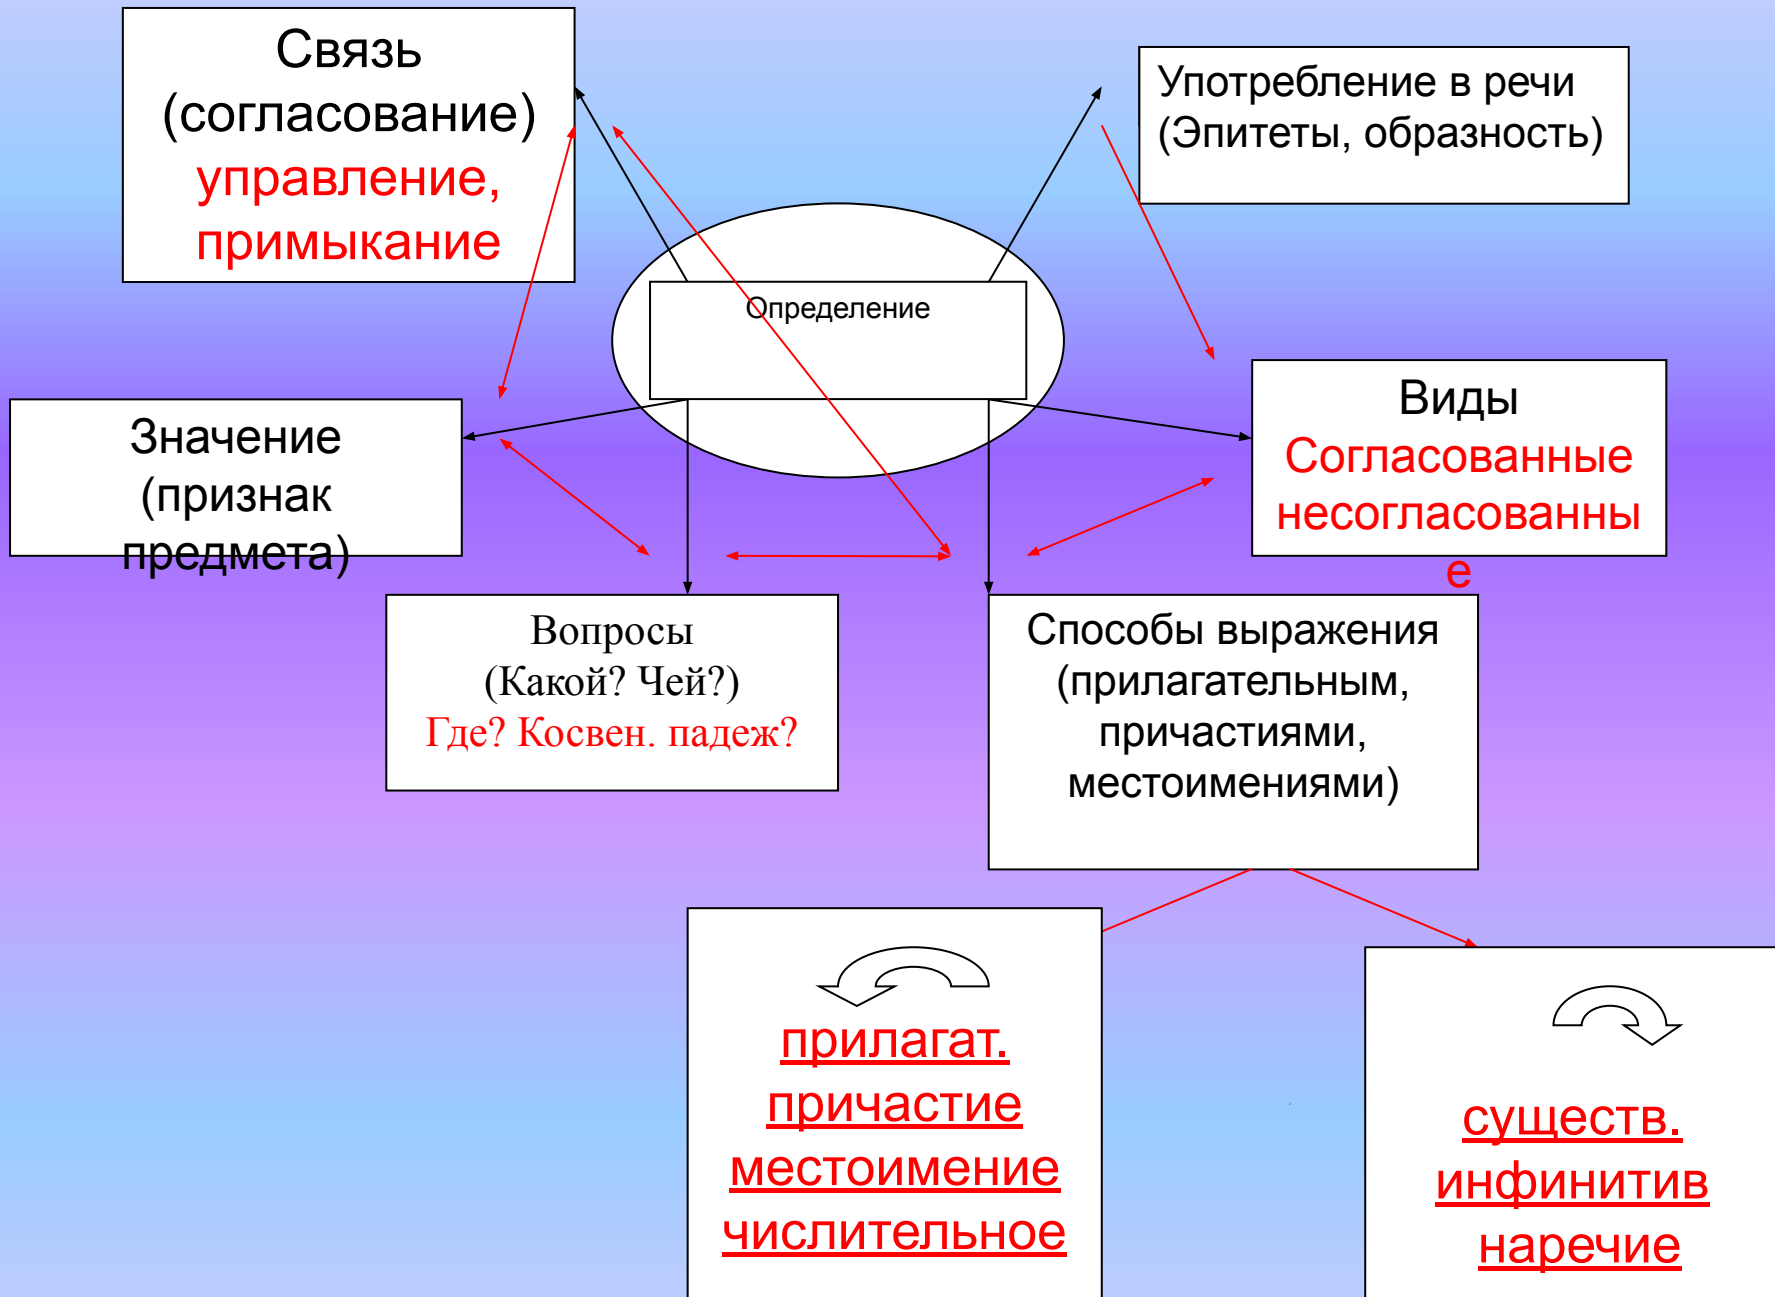 Связь
(согласование)
управление,
примыкание
Употребление в речи
(Эпитеты, образность)
Определение
Значение
(признак
предмета)
Виды
Согласованные
несогласованны
е
Вопросы
(Какой? Чей?)
Где? Косвен. падеж?
Способы выражения
(прилагательным,
причастиями,
местоимениями)
прилагат.
причастие
местоимение
числительное
существ.
инфинитив
наречие